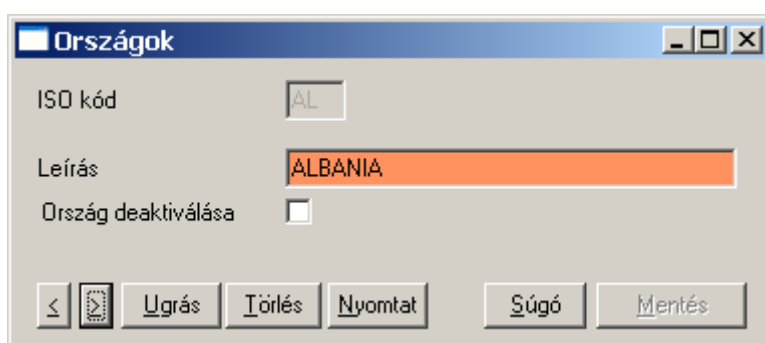 Országok
ISO kód AL
Leírás ALBANIA
Ország deaktiválása
< > Ugrás Törlés Nyomtat Súgó Mentés